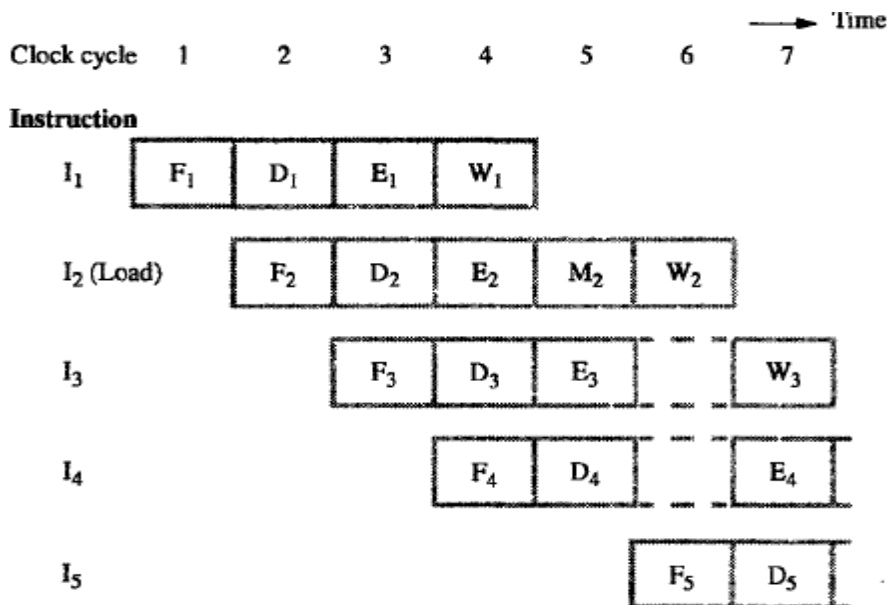 Time
Clock cycle 1 2 3 4 5 6 7
Instruction
I1 F1 D1 E1 W1
I2 (Load) F2 D2 E2 M2 W2
I3 F3 D3 E3 W3
I4 F4 D4 E4
I5 F5 D5